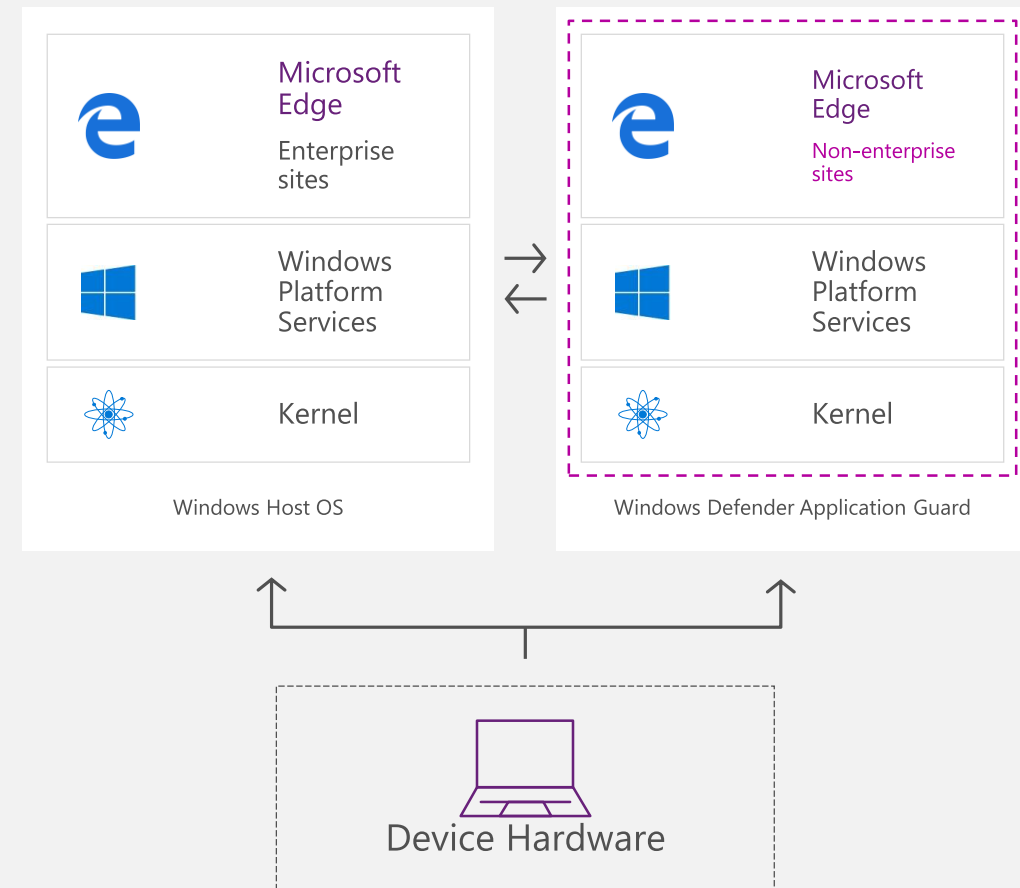 Microsoft
Edge
Enterprise
sites
Windows
Platform
Services
Kernel
Windows Host OS
Microsoft
Edge
Non-enterprise
sites
Windows
Platform
Services
Kernel
Windows Defender Application Guard
Device Hardware